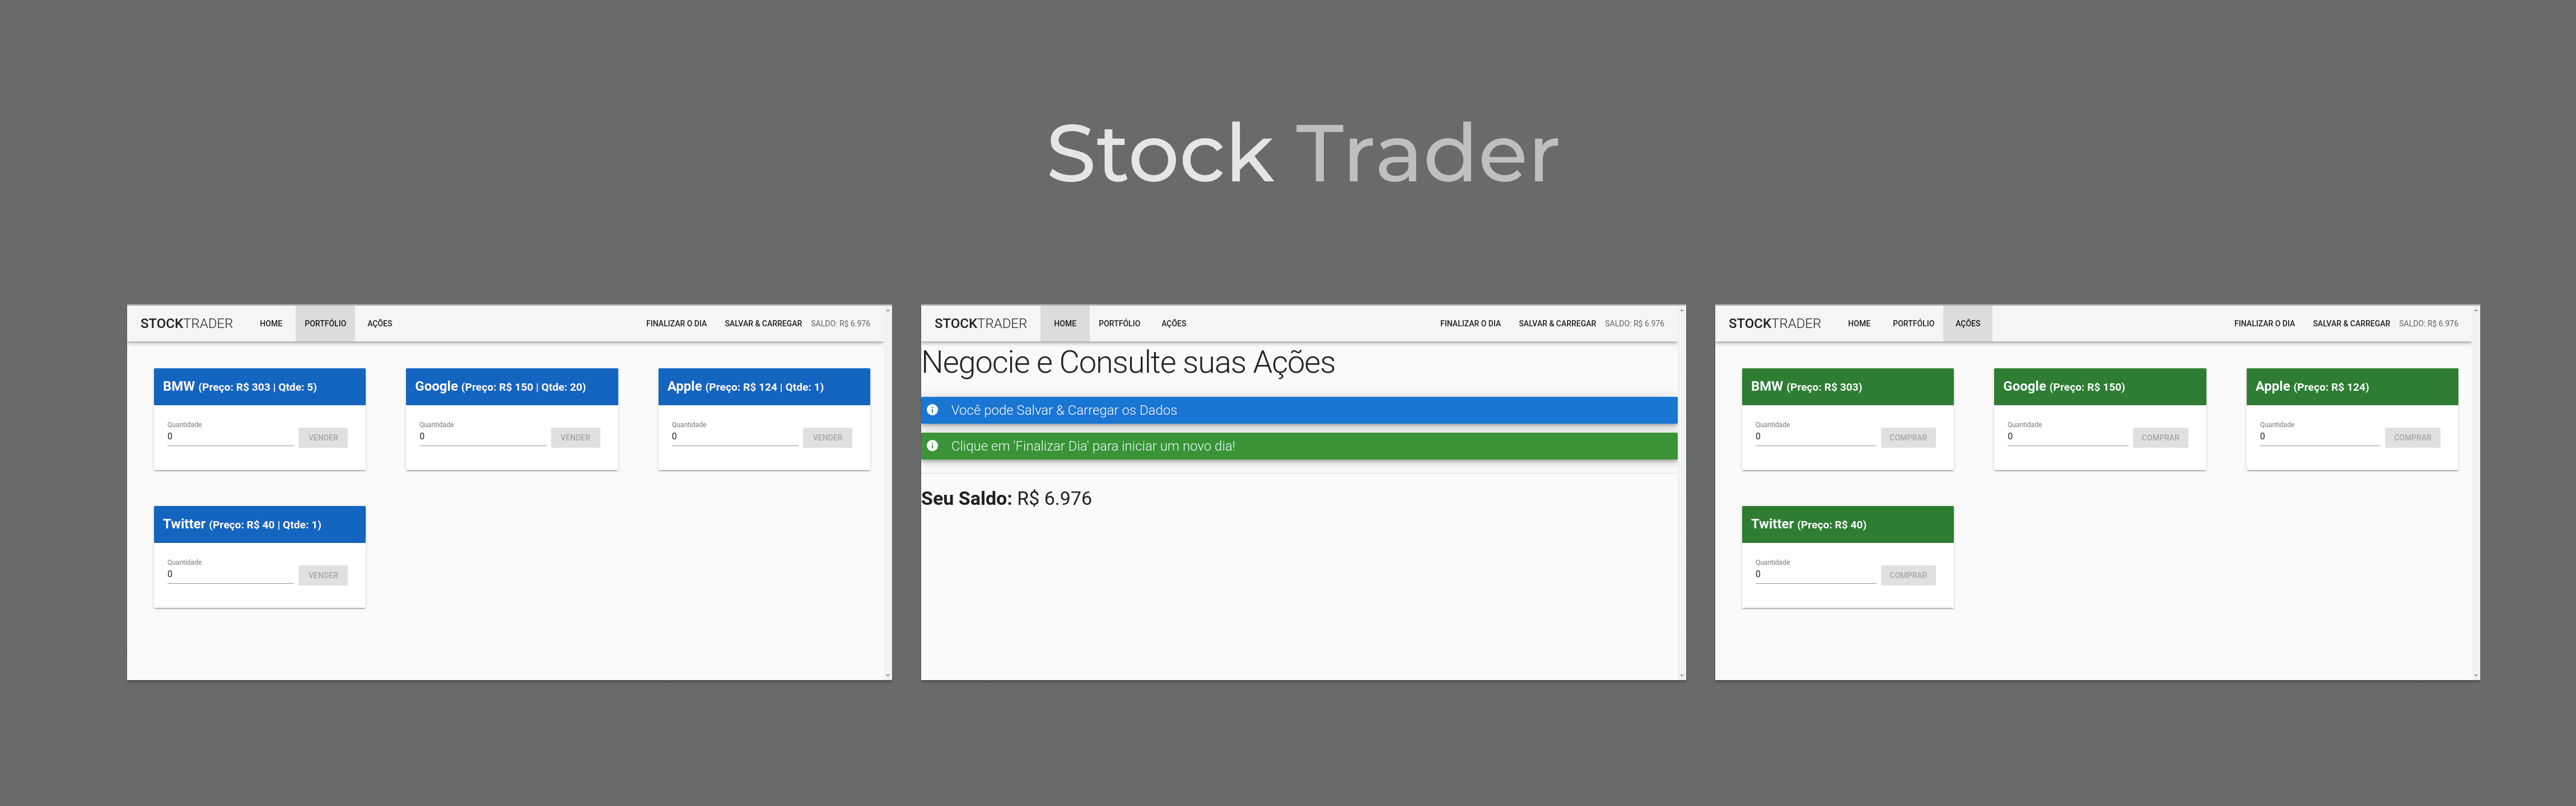 Stock Trader
STOCKTRADER HOME PORTFÓLIO AÇÕES FINALIZAR O DIA SALVAR & CARREGAR SALDO: R$ 6.976
BMW (Preço: R$ 303 | Qtde: 5)
Quantidade
0 VENDER
Google (Preço: R$ 150 | Qtde: 20)
Quantidade
0 VENDER
Apple (Preço: R$ 124 | Qtde: 1)
Quantidade
0 VENDER
Twitter (Preço: R$ 40 | Qtde: 1)
Quantidade
0 VENDER
STOCKTRADER HOME PORTFÓLIO AÇÕES FINALIZAR O DIA SALVAR & CARREGAR SALDO: R$ 6.976
Negocie e Consulte suas Ações
Você pode Salvar & Carregar os Dados
Clique em 'Finalizar Dia' para iniciar um novo dia!
Seu Saldo: R$ 6.976
STOCKTRADER HOME PORTFÓLIO AÇÕES FINALIZAR O DIA SALVAR & CARREGAR SALDO: R$ 6.976
BMW (Preço: R$ 303)
Quantidade
0 COMPRAR
Google (Preço: R$ 150)
Quantidade
0 COMPRAR
Apple (Preço: R$ 124)
Quantidade
0 COMPRAR
Twitter (Preço: R$ 40)
Quantidade
0 COMPRAR